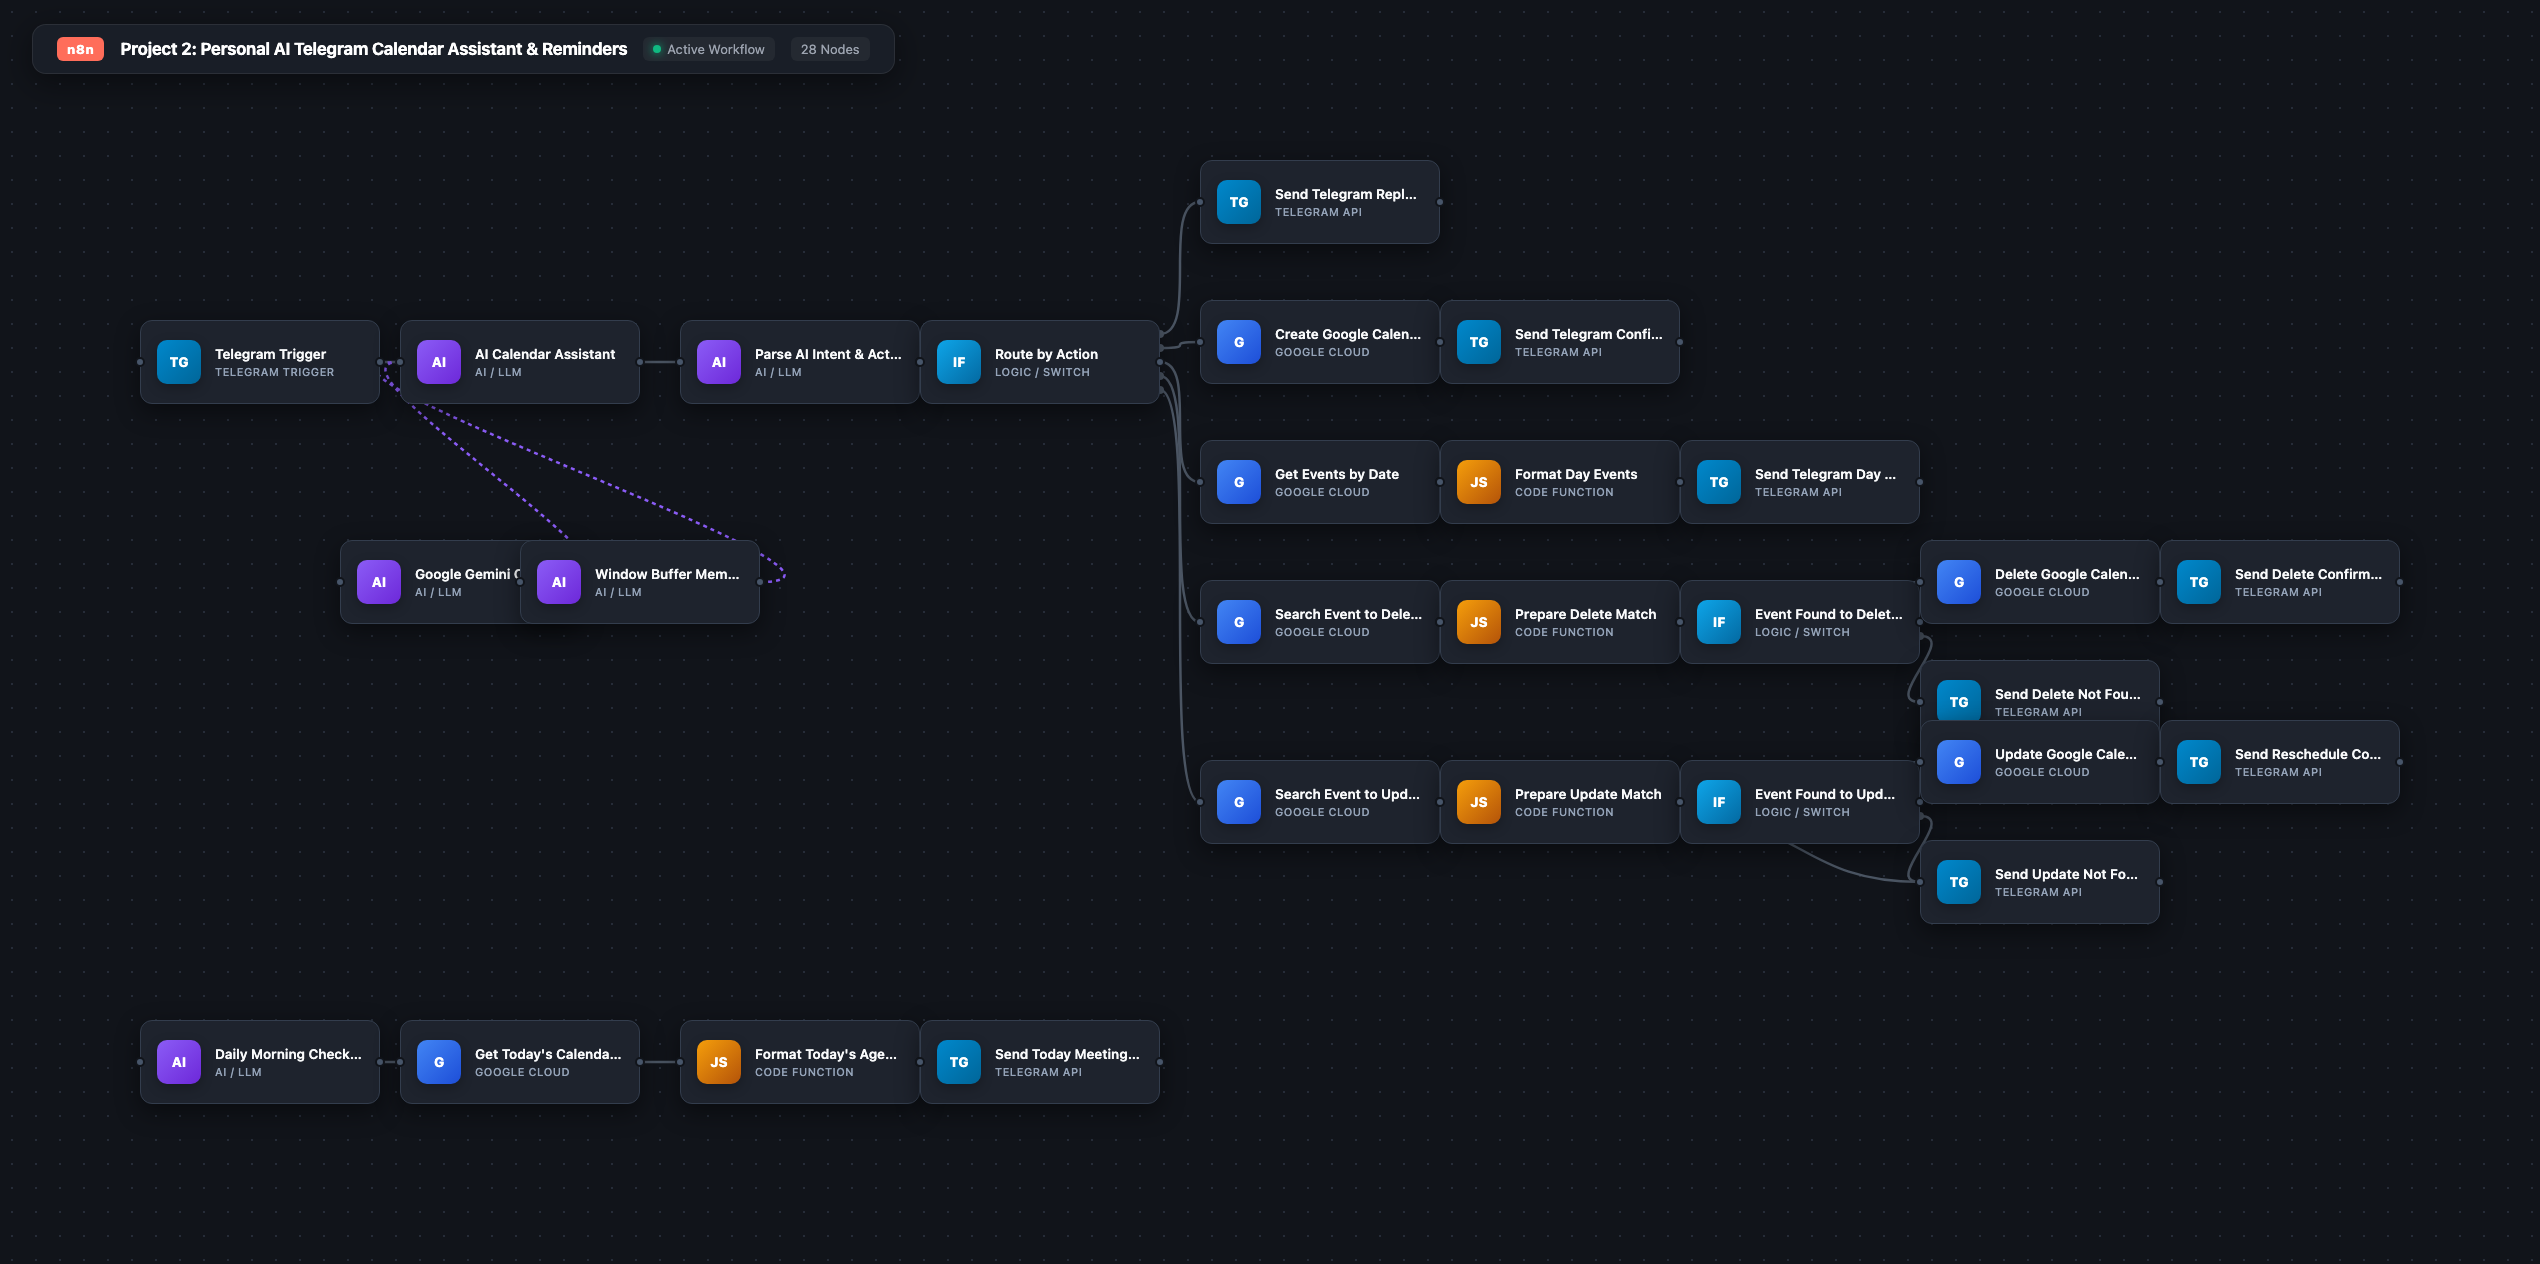 n8n Project 2: Personal AI Telegram Calendar Assistant & Reminders Active Workflow 28 Nodes
TG Send Telegram Repl...
TELEGRAM API
TG Telegram Trigger
TELEGRAM TRIGGER
AI AI Calendar Assistant
AI / LLM
AI Parse AI Intent & Act...
AI / LLM
IF Route by Action
LOGIC / SWITCH
G Create Google Calen...
GOOGLE CLOUD
TG Send Telegram Confi...
TELEGRAM API
G Get Events by Date
GOOGLE CLOUD
JS Format Day Events
CODE FUNCTION
TG Send Telegram Day ...
TELEGRAM API
AI Google Gemini
AI / LLM
AI Window Buffer Mem...
AI / LLM
G Search Event to Dele...
GOOGLE CLOUD
JS Prepare Delete Match
CODE FUNCTION
IF Event Found to Delet...
LOGIC / SWITCH
G Delete Google Calen...
GOOGLE CLOUD
TG Send Delete Confirm...
TELEGRAM API
TG Send Delete Not Fou...
TELEGRAM API
G Search Event to Upd...
GOOGLE CLOUD
JS Prepare Update Match
CODE FUNCTION
IF Event Found to Upd...
LOGIC / SWITCH
G Update Google Cale...
GOOGLE CLOUD
TG Send Reschedule Co...
TELEGRAM API
TG Send Update Not Fo...
TELEGRAM API
AI Daily Morning Check...
AI / LLM
G Get Today's Calenda...
GOOGLE CLOUD
JS Format Today's Age...
CODE FUNCTION
TG Send Today Meeting...
TELEGRAM API